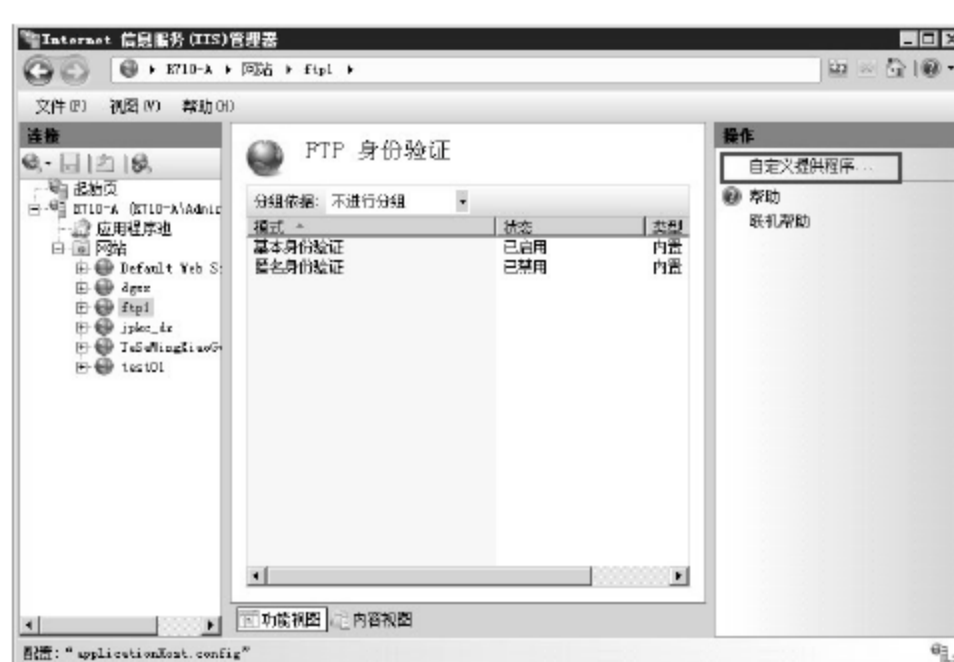 Internet 信息服务(IIS)管理器
网站 ▸ ftp1
文件(F) 视图(V) 帮助(H)
连接
起始页
应用程序池
网站
Default Web
dgsx
ftp1
test01
FTP 身份验证
分组依据: 不进行分组
模式 状态 类型
基本身份验证 已启用 内置
匿名身份验证 已禁用 内置
功能视图 内容视图
操作
自定义提供程序...
帮助
联机帮助
配置:“applicationHost.config”